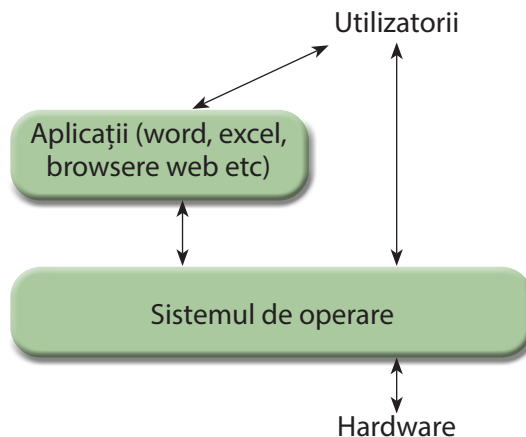 Utilizatorii
Aplicații (word, excel,
browsere web etc)
Sistemul de operare
Hardware